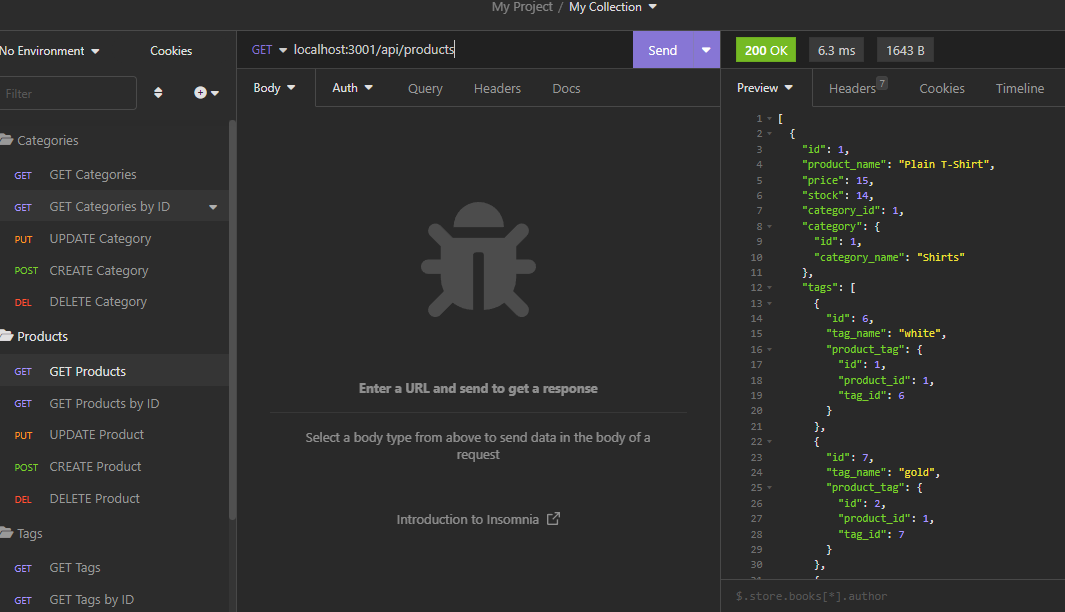 My Project / My Collection
No Environment
Cookies
GET localhost:3001/api/products
Send
200 OK
6.3 ms
1643 B
Filter
Body
Auth
Query
Headers
Docs
Preview
Headers 7
Cookies
Timeline
Categories
GET GET Categories
GET GET Categories by ID
PUT UPDATE Category
POST CREATE Category
DEL DELETE Category
Products
GET GET Products
GET GET Products by ID
PUT UPDATE Product
POST CREATE Product
DEL DELETE Product
Tags
GET GET Tags
GET GET Tags by ID
Enter a URL and send to get a response
Select a body type from above to send data in the body of a
request
Introduction to Insomnia
1 [
2 {
3 "id": 1,
4 "product_name": "Plain T-Shirt",
5 "price": 15,
6 "stock": 14,
7 "category_id": 1,
8 "category": {
9 "id": 1,
10 "category_name": "Shirts"
11 },
12 "tags": [
13 {
14 "id": 6,
15 "tag_name": "white",
16 "product_tag": {
17 "id": 1,
18 "product_id": 1,
19 "tag_id": 6
20 }
21 },
22 {
23 "id": 7,
24 "tag_name": "gold",
25 "product_tag": {
26 "id": 2,
27 "product_id": 1,
28 "tag_id": 7
29 }
30 },
$.store.books[*].author